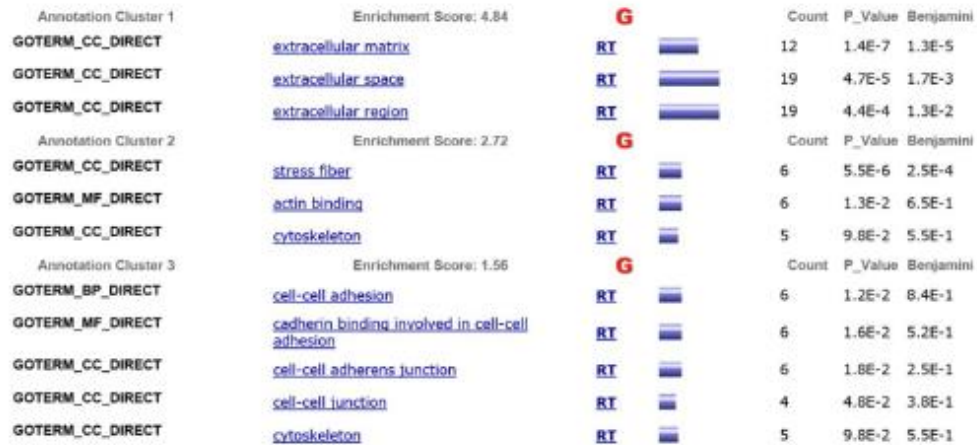 Annotation Cluster 1 Enrichment Score: 4.84 G Count P_Value Benjamini
GOTERM_CC_DIRECT extracellular matrix RT 12 1.4E-7 1.3E-5
GOTERM_CC_DIRECT extracellular space RT 19 4.7E-5 1.7E-3
GOTERM_CC_DIRECT extracellular region RT 19 4.4E-4 1.3E-2
Annotation Cluster 2 Enrichment Score: 2.72 G Count P_Value Benjamini
GOTERM_CC_DIRECT stress fiber RT 6 5.5E-6 2.5E-4
GOTERM_MF_DIRECT actin binding RT 6 1.3E-2 6.5E-1
GOTERM_CC_DIRECT cytoskeleton RT 5 9.8E-2 5.5E-1
Annotation Cluster 3 Enrichment Score: 1.56 G Count P_Value Benjamini
GOTERM_BP_DIRECT cell-cell adhesion RT 6 1.2E-2 8.4E-1
GOTERM_MF_DIRECT cadherin binding involved in cell-cell
adhesion RT 6 1.6E-2 5.2E-1
GOTERM_CC_DIRECT cell-cell adherens junction RT 6 1.8E-2 2.5E-1
GOTERM_CC_DIRECT cell-cell junction RT 4 4.8E-2 3.8E-1
GOTERM_CC_DIRECT cytoskeleton RT 5 9.8E-2 5.5E-1